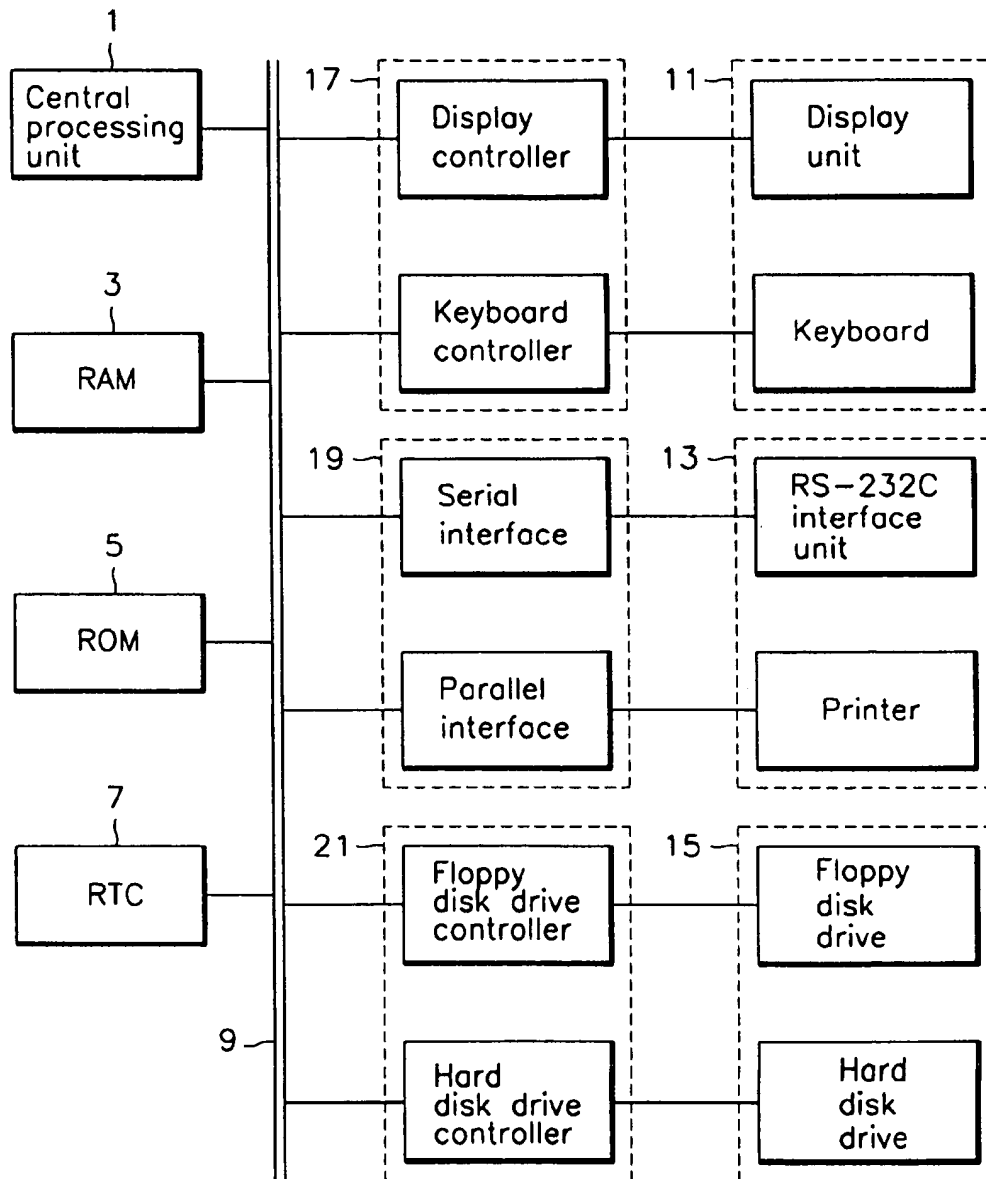 1
Central
processing
unit
17
Display
controller
11
Display
unit
3
RAM
Keyboard
controller
Keyboard
19
Serial
interface
13
RS-232C
interface
unit
5
ROM
Parallel
interface
Printer
7
RTC
21
Floppy
disk drive
controller
15
Floppy
disk
drive
9
Hard
disk drive
controller
Hard
disk
drive